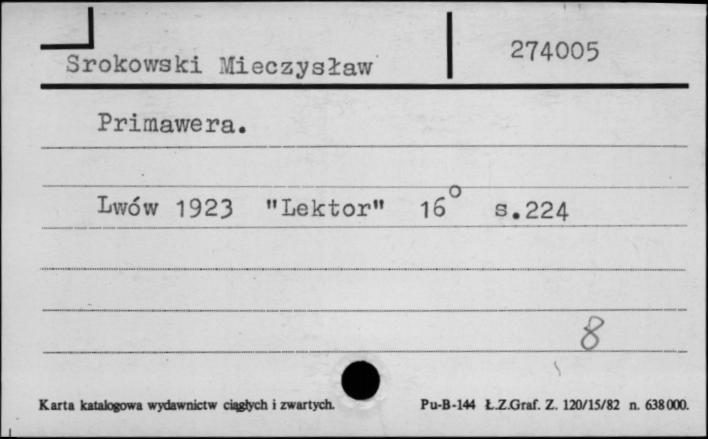 Srokowski Mieczysław 274005
Primawera.
Lwów 1923 "Lektor" 16° s.224
8
Karta katalogowa wydawnictw ciągłych i zwartych. Pu-B-144 Ł.Z.Graf. Z. 120/15/82 n. 638000.